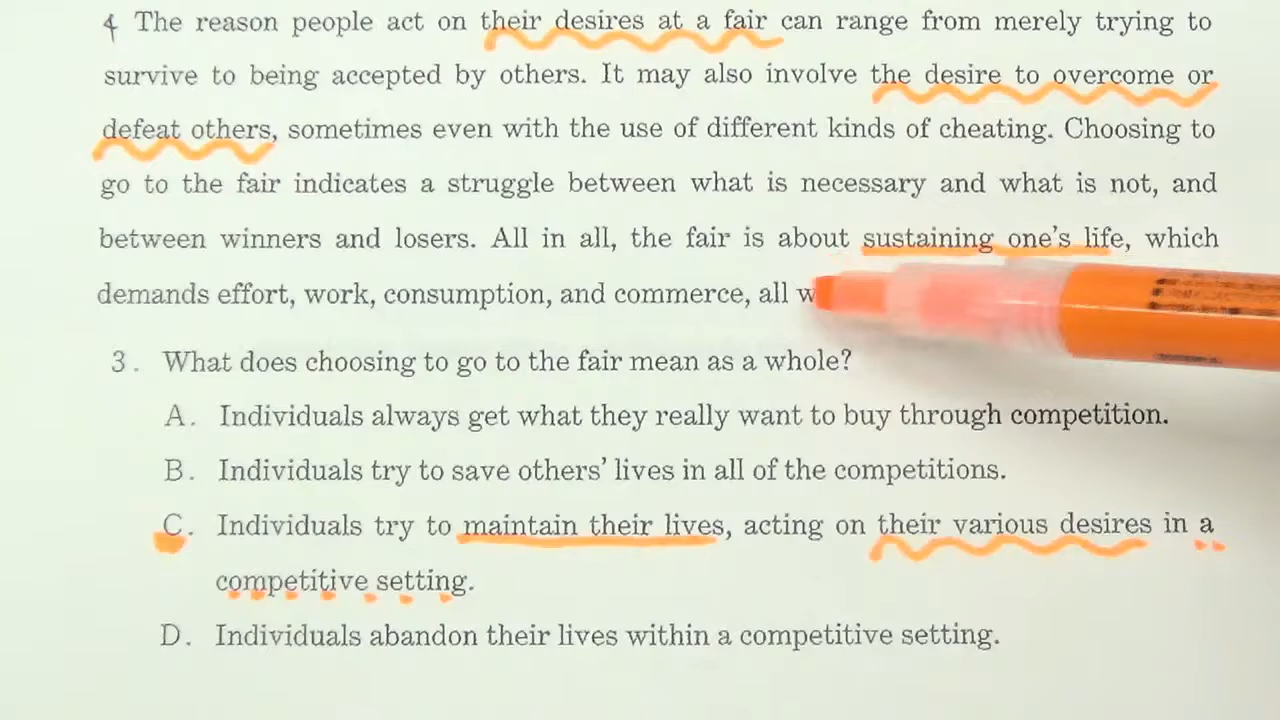 4 The reason people act on their desires at a fair can range from merely trying to
survive to being accepted by others. It may also involve the desire to overcome or
defeat others, sometimes even with the use of different kinds of cheating. Choosing to
go to the fair indicates a struggle between what is necessary and what is not, and
between winners and losers. All in all, the fair is about sustaining one's life, which
demands effort, work, consumption, and commerce, all
3. What does choosing to go to the fair mean as a whole?
A. Individuals always get what they really want to buy through competition.
B. Individuals try to save others' lives in all of the competitions.
C. Individuals try to maintain their lives, acting on their various desires in a
competitive setting.
D. Individuals abandon their lives within a competitive setting.